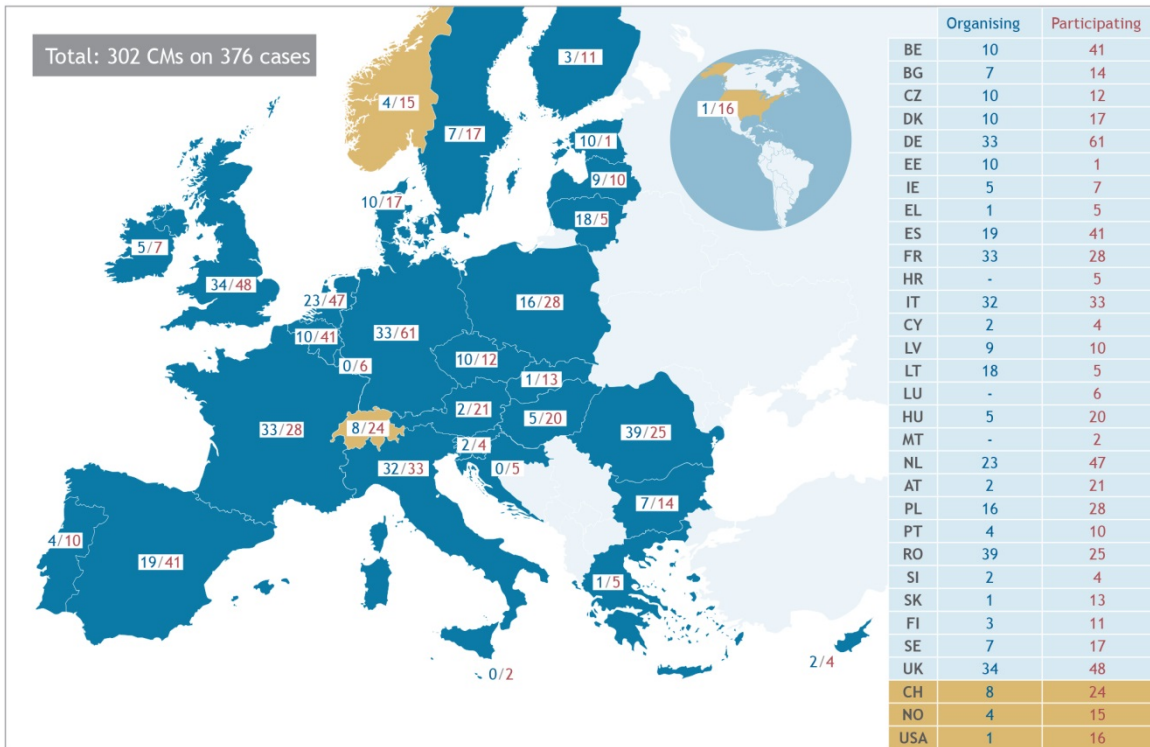 Total: 302 CMs on 376 cases
3/11
4/15
7/17
1/16
10/1
9/10
10/17
18/5
5/7
34/48
23/47
16/28
10/41
33/61
0/6
10/12
1/13
2/21
5/20
33/28
8/24
39/25
2/4
32/33
0/5
7/14
4/10
19/41
1/5
0/2
2/4
Organising Participating
BE 10 41
BG 7 14
CZ 10 12
DK 10 17
DE 33 61
EE 10 1
IE 5 7
EL 1 5
ES 19 41
FR 33 28
HR - 5
IT 32 33
CY 2 4
LV 9 10
LT 18 5
LU - 6
HU 5 20
MT - 2
NL 23 47
AT 2 21
PL 16 28
PT 4 10
RO 39 25
SI 2 4
SK 1 13
FI 3 11
SE 7 17
UK 34 48
CH 8 24
NO 4 15
USA 1 16